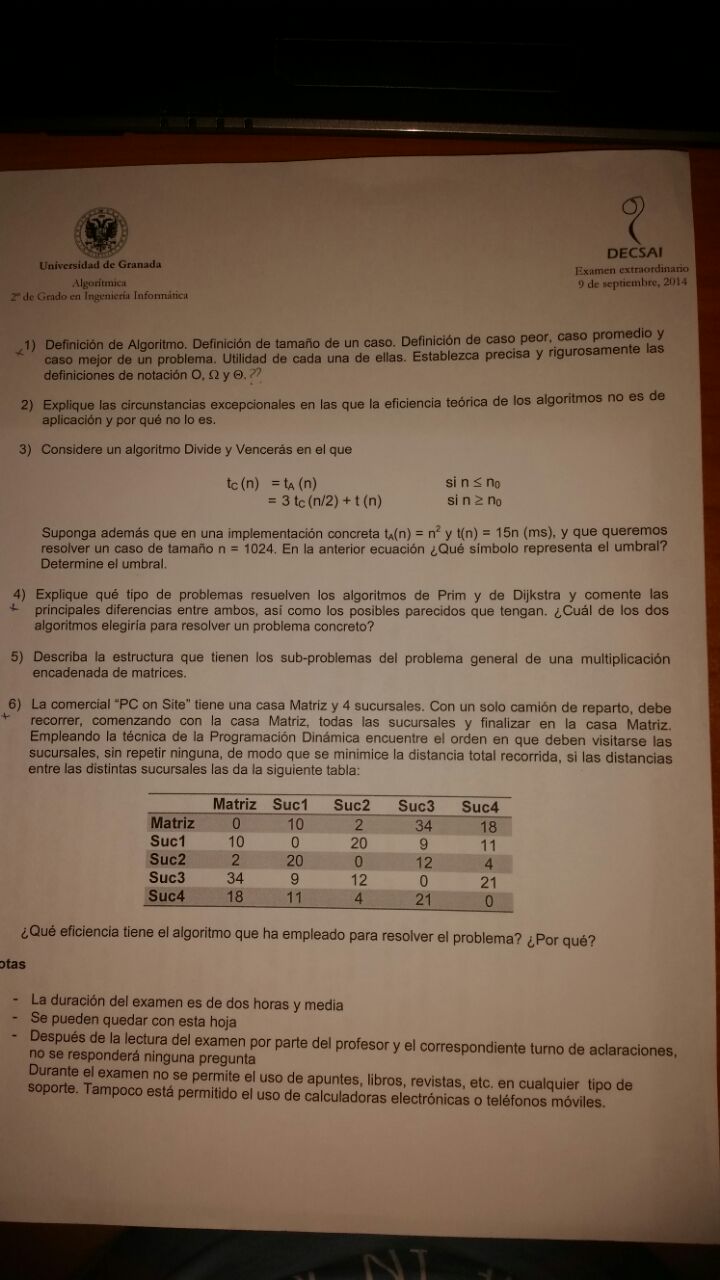 Universidad de Granada
Algorítmica
2º de Grado en Ingeniería Informática
DECSAI
Examen extraordinario
9 de septiembre, 2014
1) Definición de Algoritmo. Definición de tamaño de un caso. Definición de caso peor, caso promedio y
caso mejor de un problema. Utilidad de cada una de ellas. Establezca precisa y rigurosamente las
definiciones de notación O, Ω y Θ. ??
2) Explique las circunstancias excepcionales en las que la eficiencia teórica de los algoritmos no es de
aplicación y por qué no lo es.
3) Considere un algoritmo Divide y Vencerás en el que
tC (n) = tA (n) si n ≤ n0
= 3 tC (n/2) + t (n) si n ≥ n0
Suponga además que en una implementación concreta tA(n) = n² y t(n) = 15n (ms), y que queremos
resolver un caso de tamaño n = 1024. En la anterior ecuación ¿Qué símbolo representa el umbral?
Determine el umbral.
4) Explique qué tipo de problemas resuelven los algoritmos de Prim y de Dijkstra y comente las
principales diferencias entre ambos, así como los posibles parecidos que tengan. ¿Cuál de los dos
algoritmos elegiría para resolver un problema concreto?
5) Describa la estructura que tienen los sub-problemas del problema general de una multiplicación
encadenada de matrices.
6) La comercial "PC on Site" tiene una casa Matriz y 4 sucursales. Con un solo camión de reparto, debe
recorrer, comenzando con la casa Matriz, todas las sucursales y finalizar en la casa Matriz.
Empleando la técnica de la Programación Dinámica encuentre el orden en que deben visitarse las
sucursales, sin repetir ninguna, de modo que se minimice la distancia total recorrida, si las distancias
entre las distintas sucursales las da la siguiente tabla:
Matriz Suc1 Suc2 Suc3 Suc4
Matriz 0 10 2 34 18
Suc1 10 0 20 9 11
Suc2 2 20 0 12 4
Suc3 34 9 12 0 21
Suc4 18 11 4 21 0
¿Qué eficiencia tiene el algoritmo que ha empleado para resolver el problema? ¿Por qué?
otas
- La duración del examen es de dos horas y media
- Se pueden quedar con esta hoja
- Después de la lectura del examen por parte del profesor y el correspondiente turno de aclaraciones,
no se responderá ninguna pregunta
Durante el examen no se permite el uso de apuntes, libros, revistas, etc. en cualquier tipo de
soporte. Tampoco está permitido el uso de calculadoras electrónicas o teléfonos móviles.